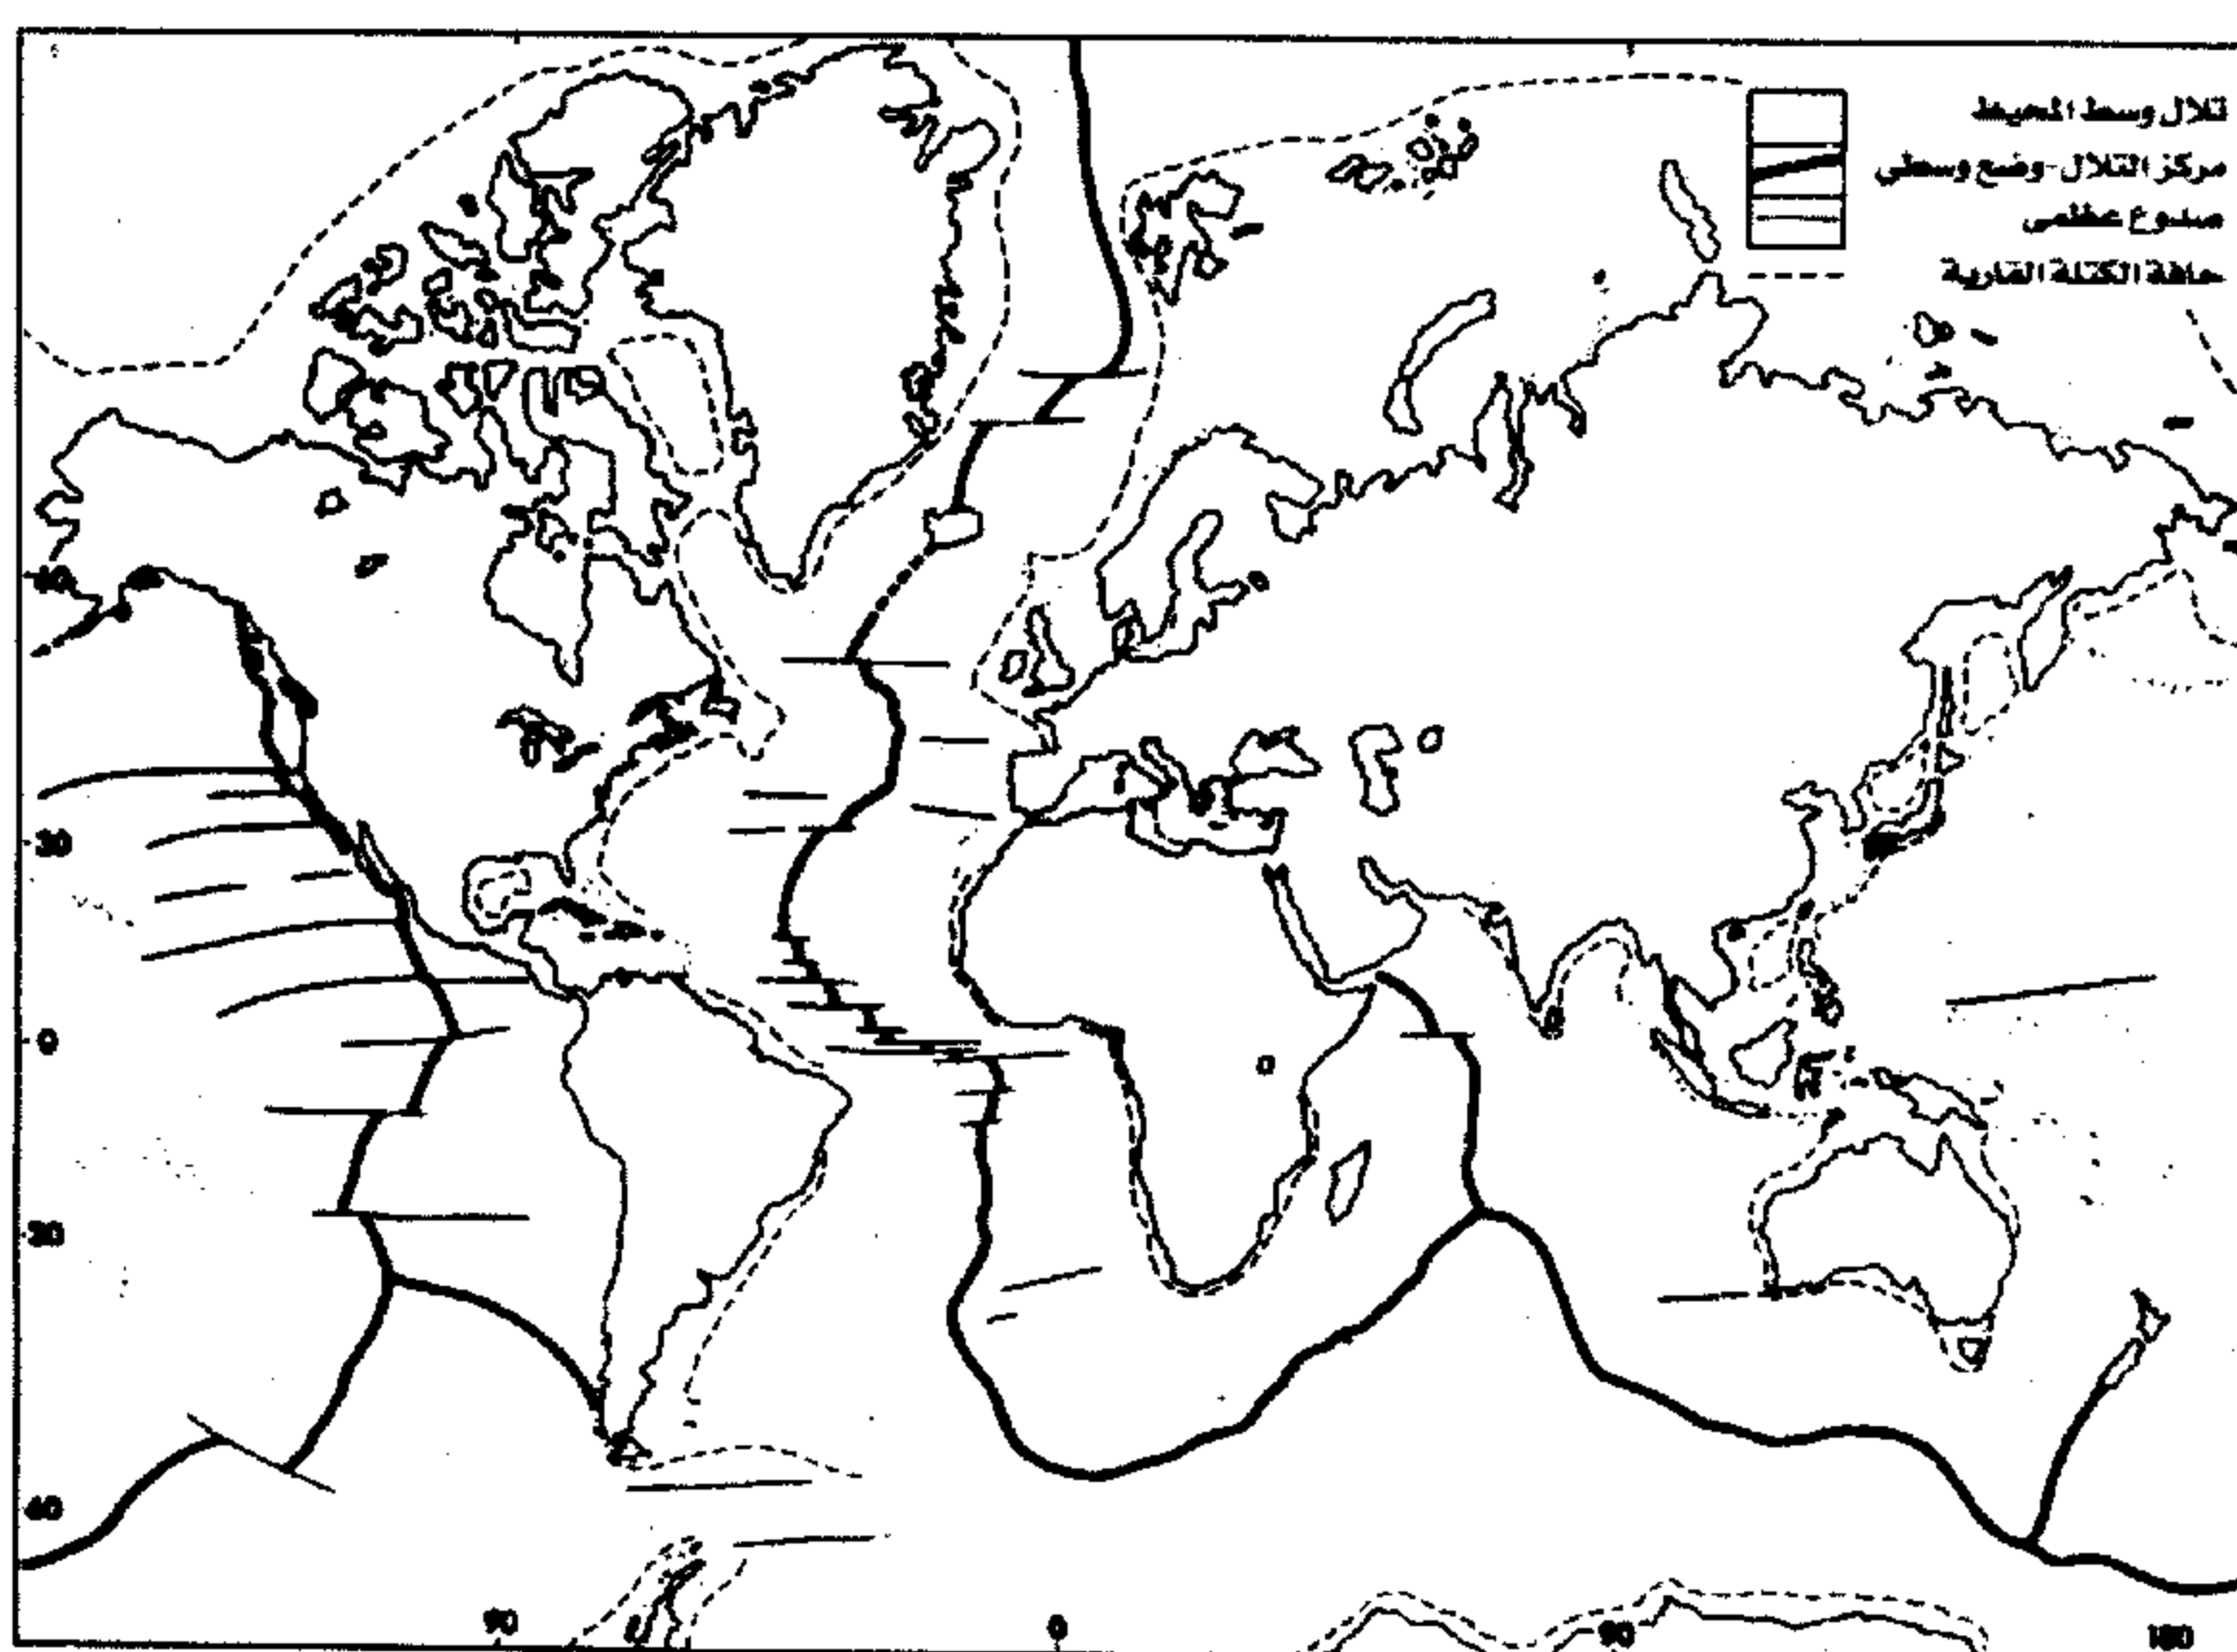 تلال وسط المحيط
مركز التلال-وضع وسطي
صدوع عظمى
حافة الكتلة القارية
60
30
0
30
60
90
0
90
180